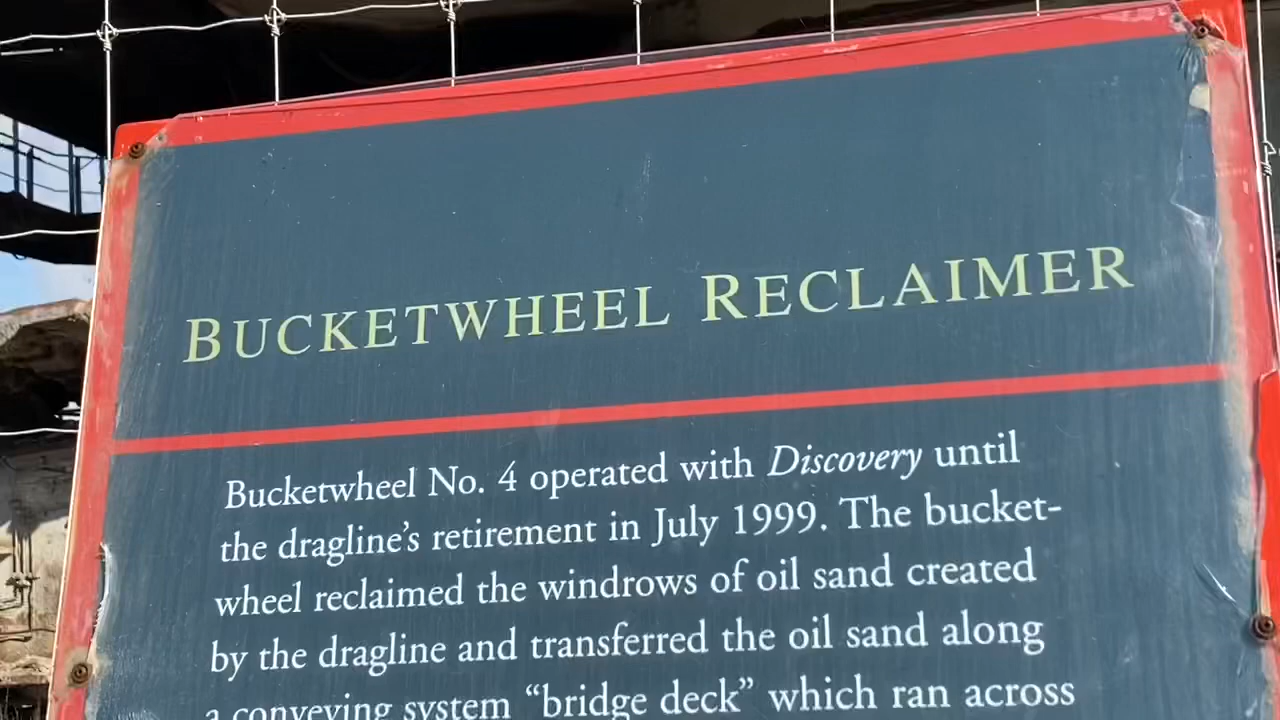 BUCKETWHEEL RECLAIMER
Bucketwheel No. 4 operated with Discovery until
the dragline's retirement in July 1999. The bucket-
wheel reclaimed the windrows of oil sand created
by the dragline and transferred the oil sand along
a conveying system “bridge deck” which ran across